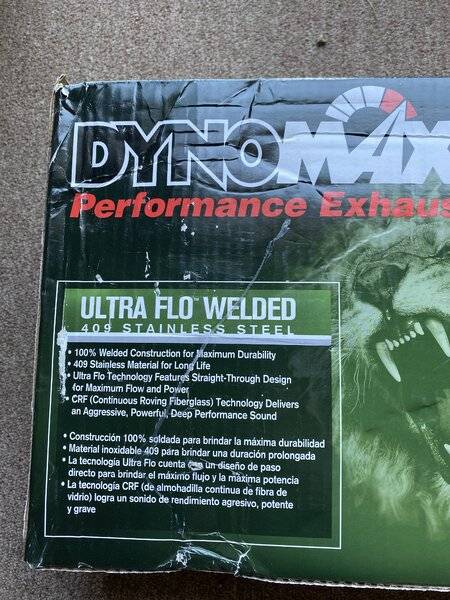 DYNOMAX
Performance Exhaus
ULTRA FLO™ WELDED
409 STAINLESS STEEL
• 100% Welded Construction for Maximum Durability
• 409 Stainless Material for Long Life
• Ultra Flo Technology Features Straight-Through Design
for Maximum Flow and Power
• CRF (Continuous Roving Fiberglass) Technology Delivers
an Aggressive, Powerful, Deep Performance Sound
• Construcción 100% soldada para brindar la máxima durabilidad
• Material inoxidable 409 para brindar una duración prolongada
• La tecnología Ultra Flo cuenta con un diseño de paso
directo para brindar el máximo flujo y la máxima potencia
• La tecnología CRF (de almohadilla continua de fibra de
vidrio) logra un sonido de rendimiento agresivo, potente
y grave